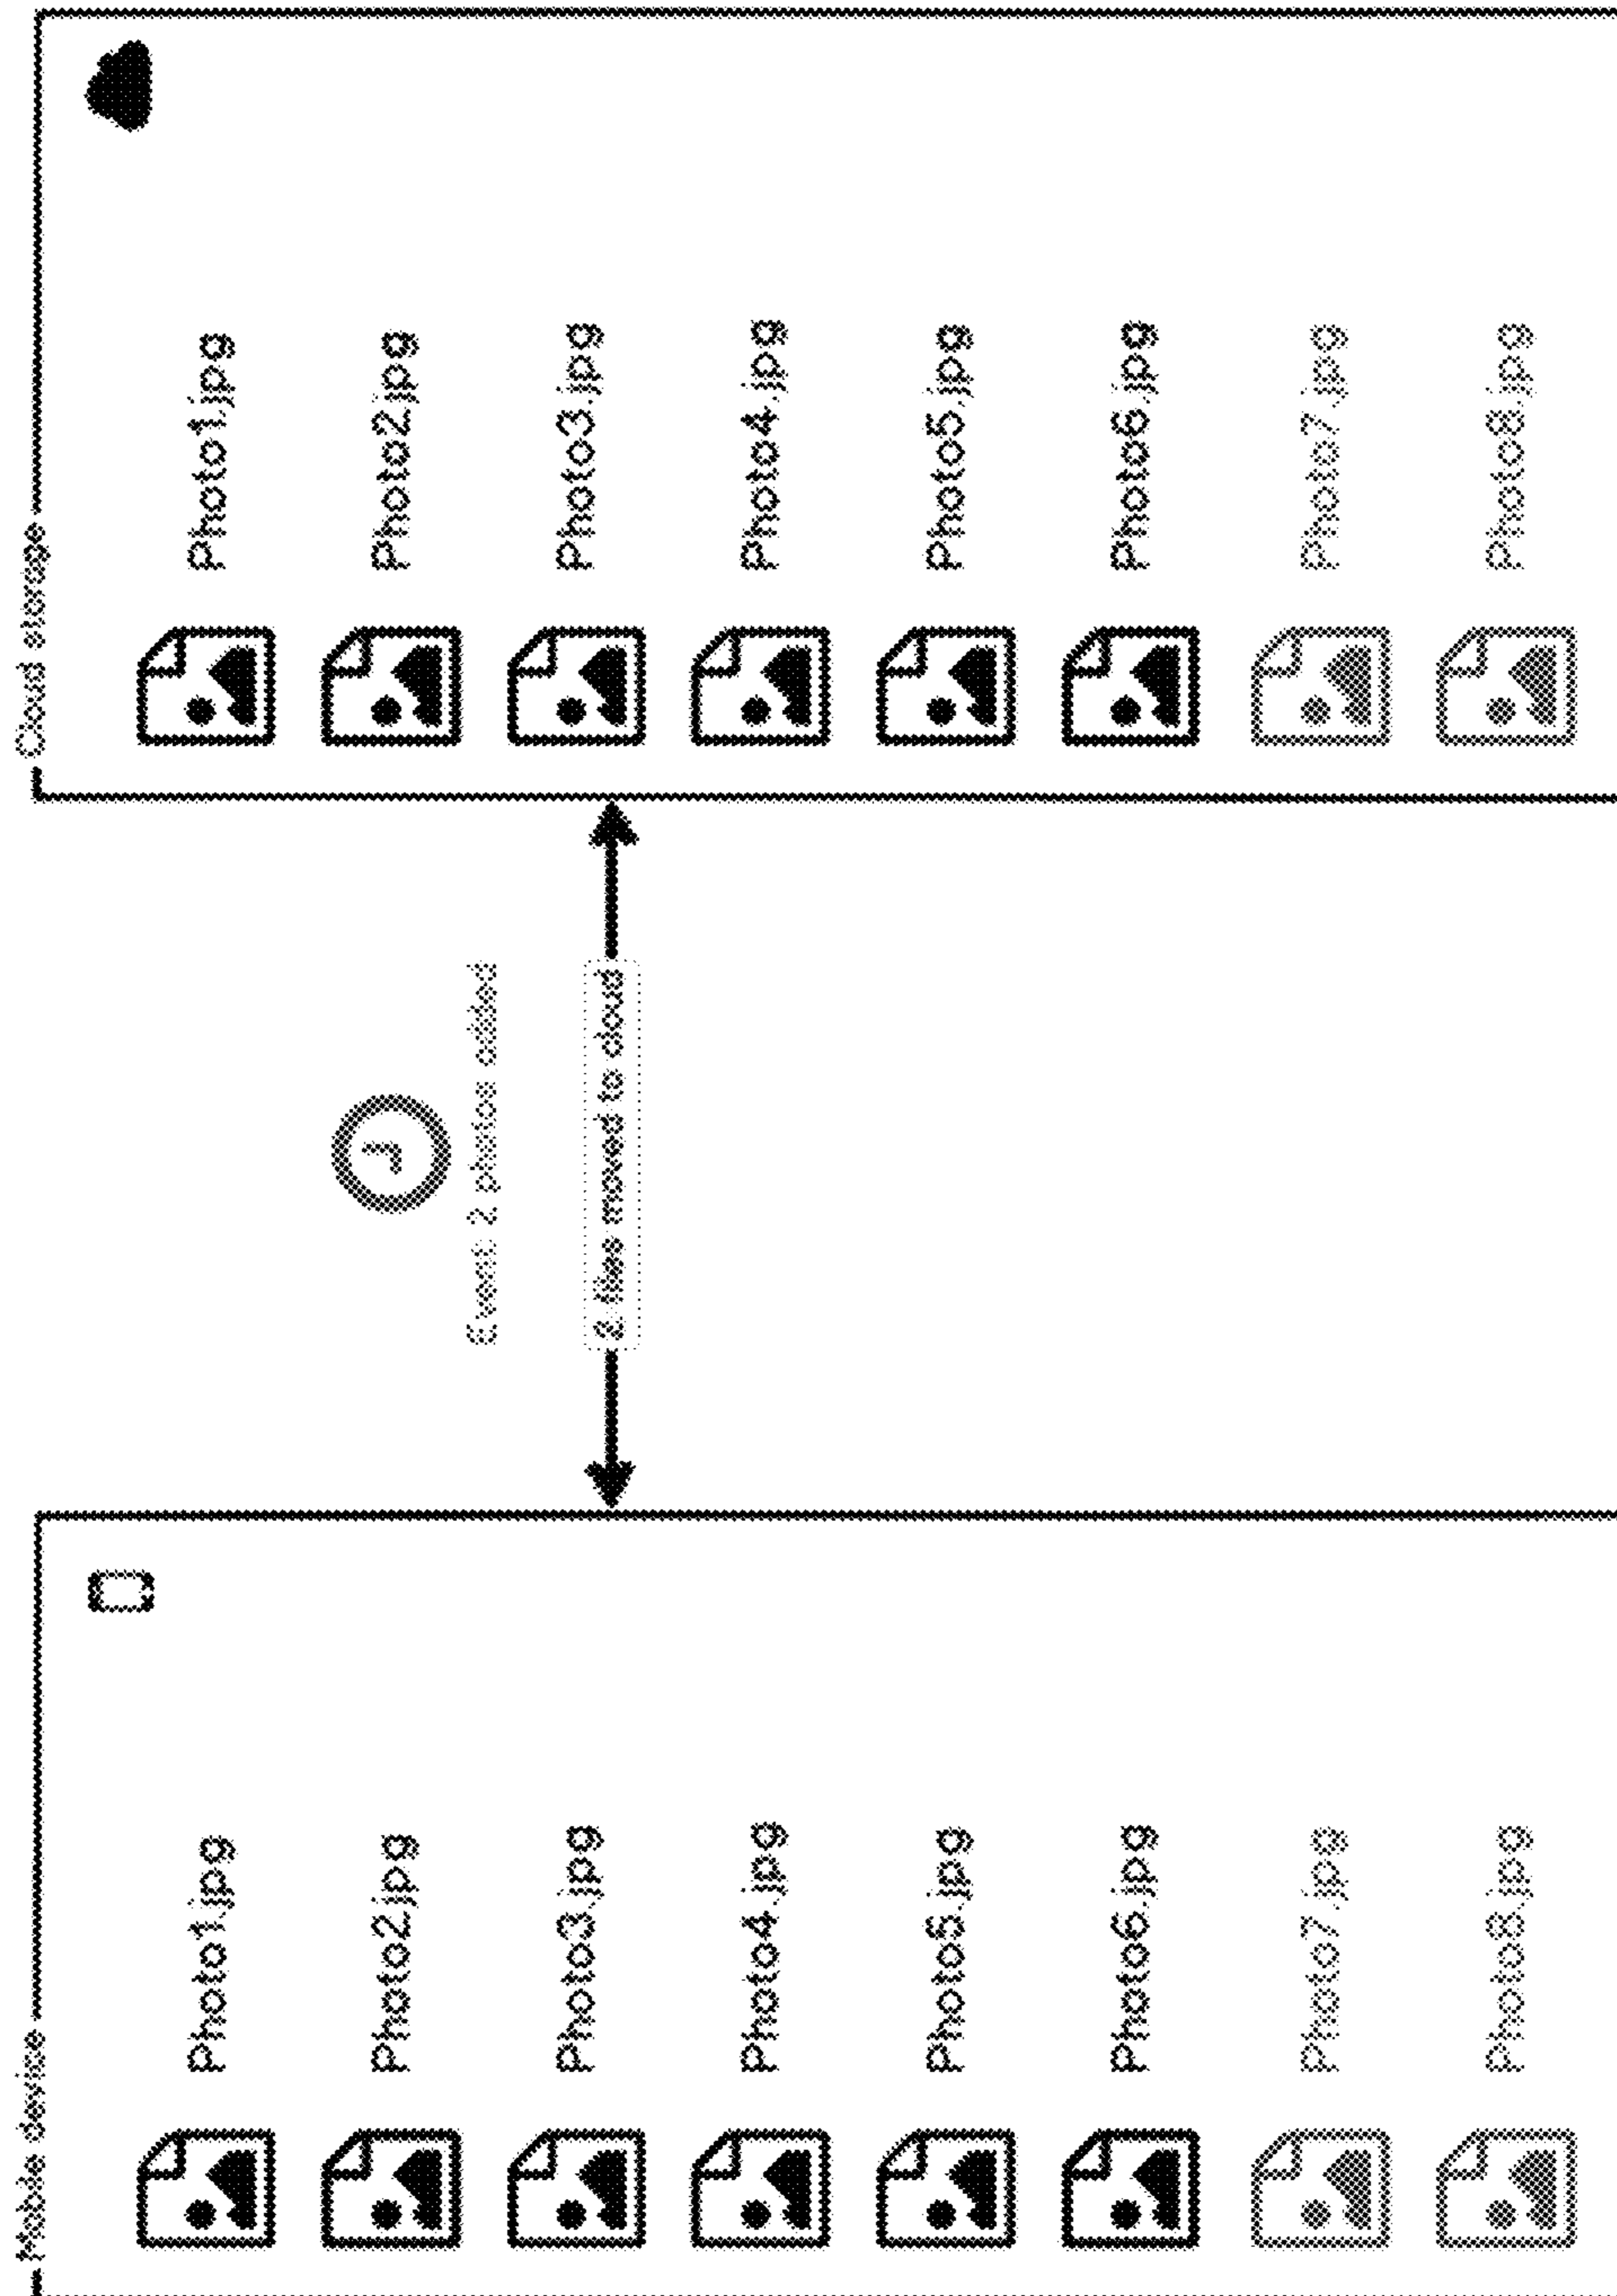 Mobile device
Photo1.jpg
Photo2.jpg
Photo3.jpg
Photo4.jpg
Photo5.jpg
Photo6.jpg
Photo7.jpg
Photo8.jpg
Event: 2 photos added
2 files moved to cloud
Cloud storage
Photo1.jpg
Photo2.jpg
Photo3.jpg
Photo4.jpg
Photo5.jpg
Photo6.jpg
Photo7.jpg
Photo8.jpg